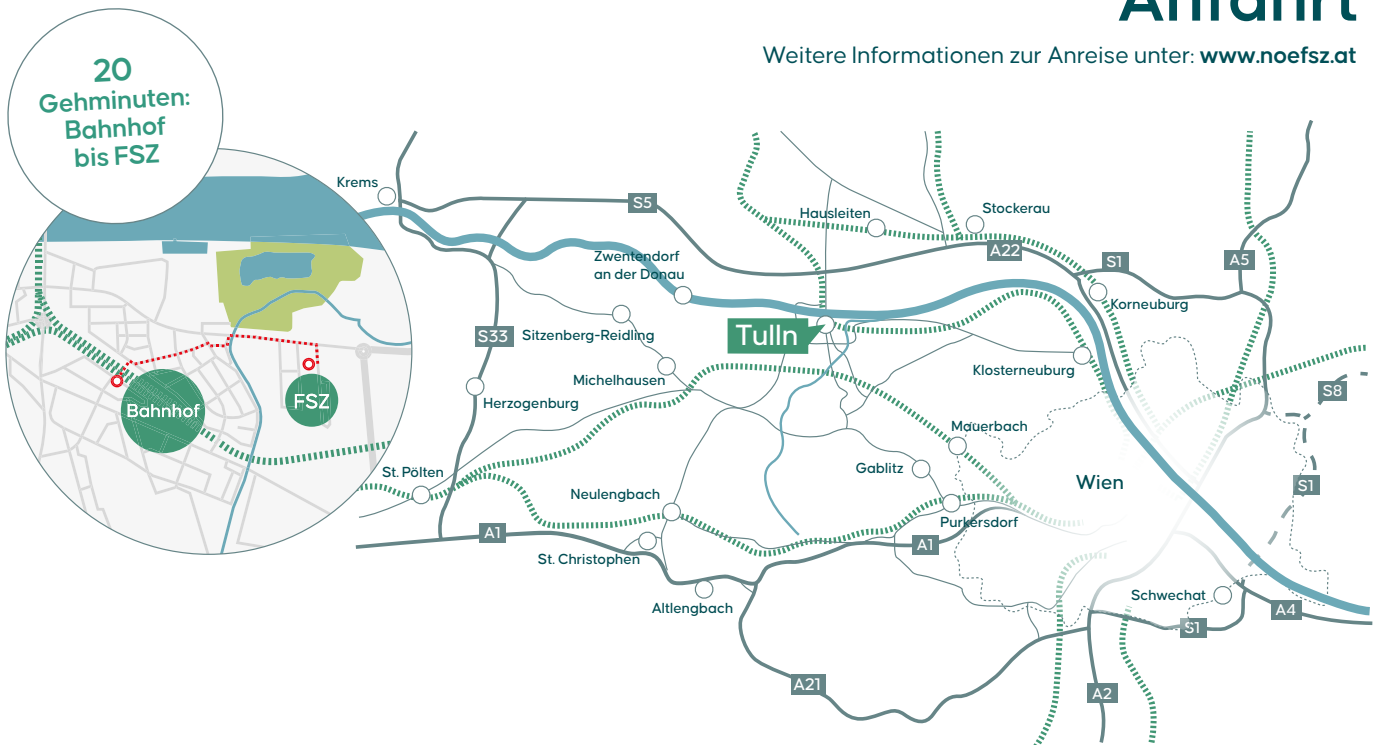 Anfahrt
Weitere Informationen zur Anreise unter: www.noefsz.at
20
Gehminuten:
Bahnhof
bis FSZ
Bahnhof
FSZ
Krems
S5
Hausleiten
Stockerau
A22
S1
A5
Zwentendorf
an der Donau
Korneuburg
S33
Sitzenberg-Reidling
Tulln
Michelhausen
Klosterneuburg
S8
Herzogenburg
Mauerbach
St. Pölten
Gablitz
Neulengbach
Wien
S1
Purkersdorf
A1
A1
St. Christophen
Altlengbach
Schwechat
A4
S1
A21
A2